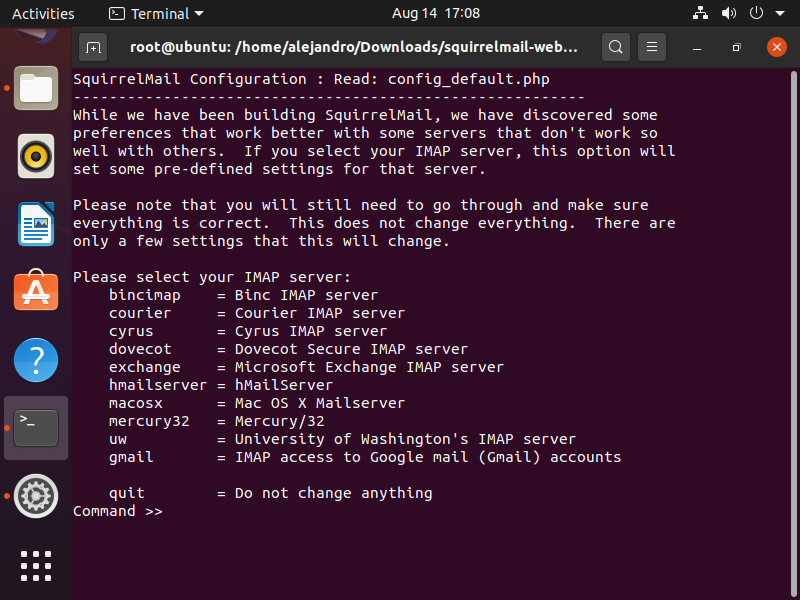 Activities
Terminal
Aug 14 17:08
root@ubuntu: /home/alejandro/Downloads/squirrelmail-web...
SquirrelMail Configuration : Read: config_default.php
---------------------------------------------------------
While we have been building SquirrelMail, we have discovered some
preferences that work better with some servers that don't work so
well with others.  If you select your IMAP server, this option will
set some pre-defined settings for that server.

Please note that you will still need to go through and make sure
everything is correct.  This does not change everything.  There are
only a few settings that this will change.

Please select your IMAP server:
    bincimap    = Binc IMAP server
    courier     = Courier IMAP server
    cyrus       = Cyrus IMAP server
    dovecot     = Dovecot Secure IMAP server
    exchange    = Microsoft Exchange IMAP server
    hmailserver = hMailServer
    macosx      = Mac OS X Mailserver
    mercury32   = Mercury/32
    uw          = University of Washington's IMAP server
    gmail       = IMAP access to Google mail (Gmail) accounts

    quit        = Do not change anything
Command >>